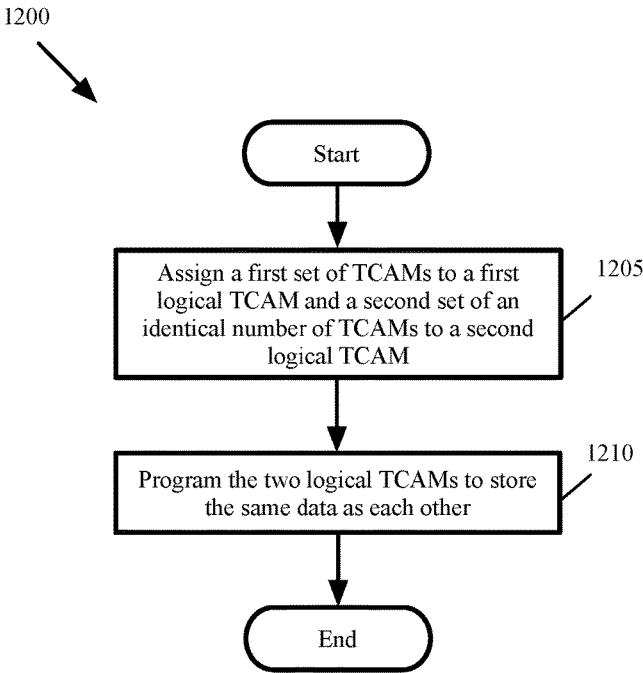 1200
Start
Assign a first set of TCAMs to a first
logical TCAM and a second set of an
identical number of TCAMs to a second
logical TCAM
1205
Program the two logical TCAMs to store
the same data as each other
1210
End